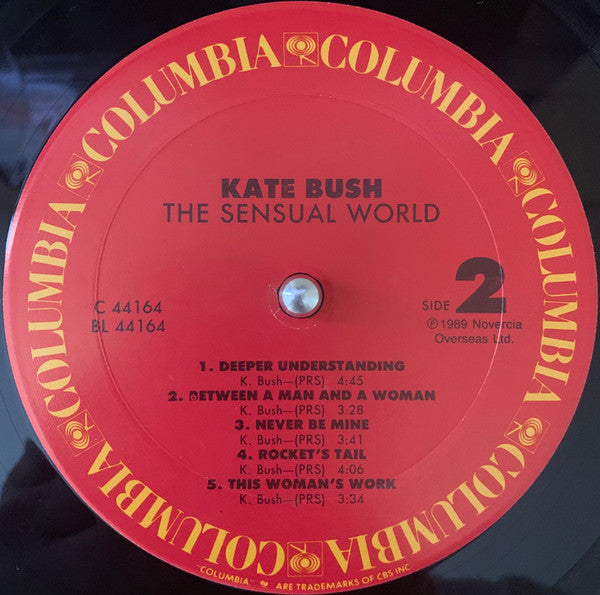 COLUMBIA COLUMBIA COLUMBIA COLUMBIA COLUMBIA COLUMBIA COLUMBIA COLUMBIA
KATE BUSH
THE SENSUAL WORLD
C 44164
BL 44164
SIDE 2
℗ 1989 Novercia
Overseas Ltd.
1. DEEPER UNDERSTANDING
K. Bush—(PRS) 4:45
2. BETWEEN A MAN AND A WOMAN
K. Bush—(PRS) 3:28
3. NEVER BE MINE
K. Bush—(PRS) 3:41
4. ROCKET'S TAIL
K. Bush—(PRS) 4:06
5. THIS WOMAN'S WORK
K. Bush—(PRS) 3:34
"COLUMBIA" ARE TRADEMARKS OF CBS INC